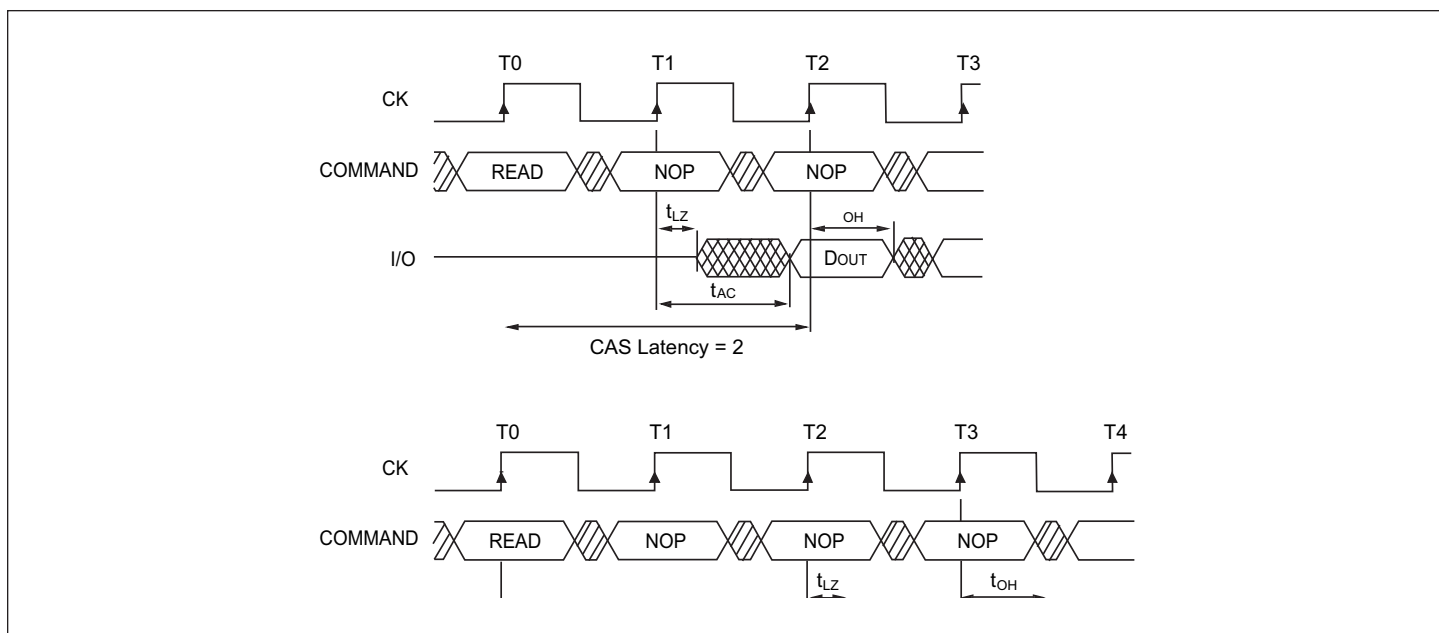 T0 T1 T2 T3
CK
COMMAND READ NOP NOP
tLZ OH
I/O DOUT
tAC
CAS Latency = 2
T0 T1 T2 T3 T4
CK
COMMAND READ NOP NOP NOP
tLZ tOH